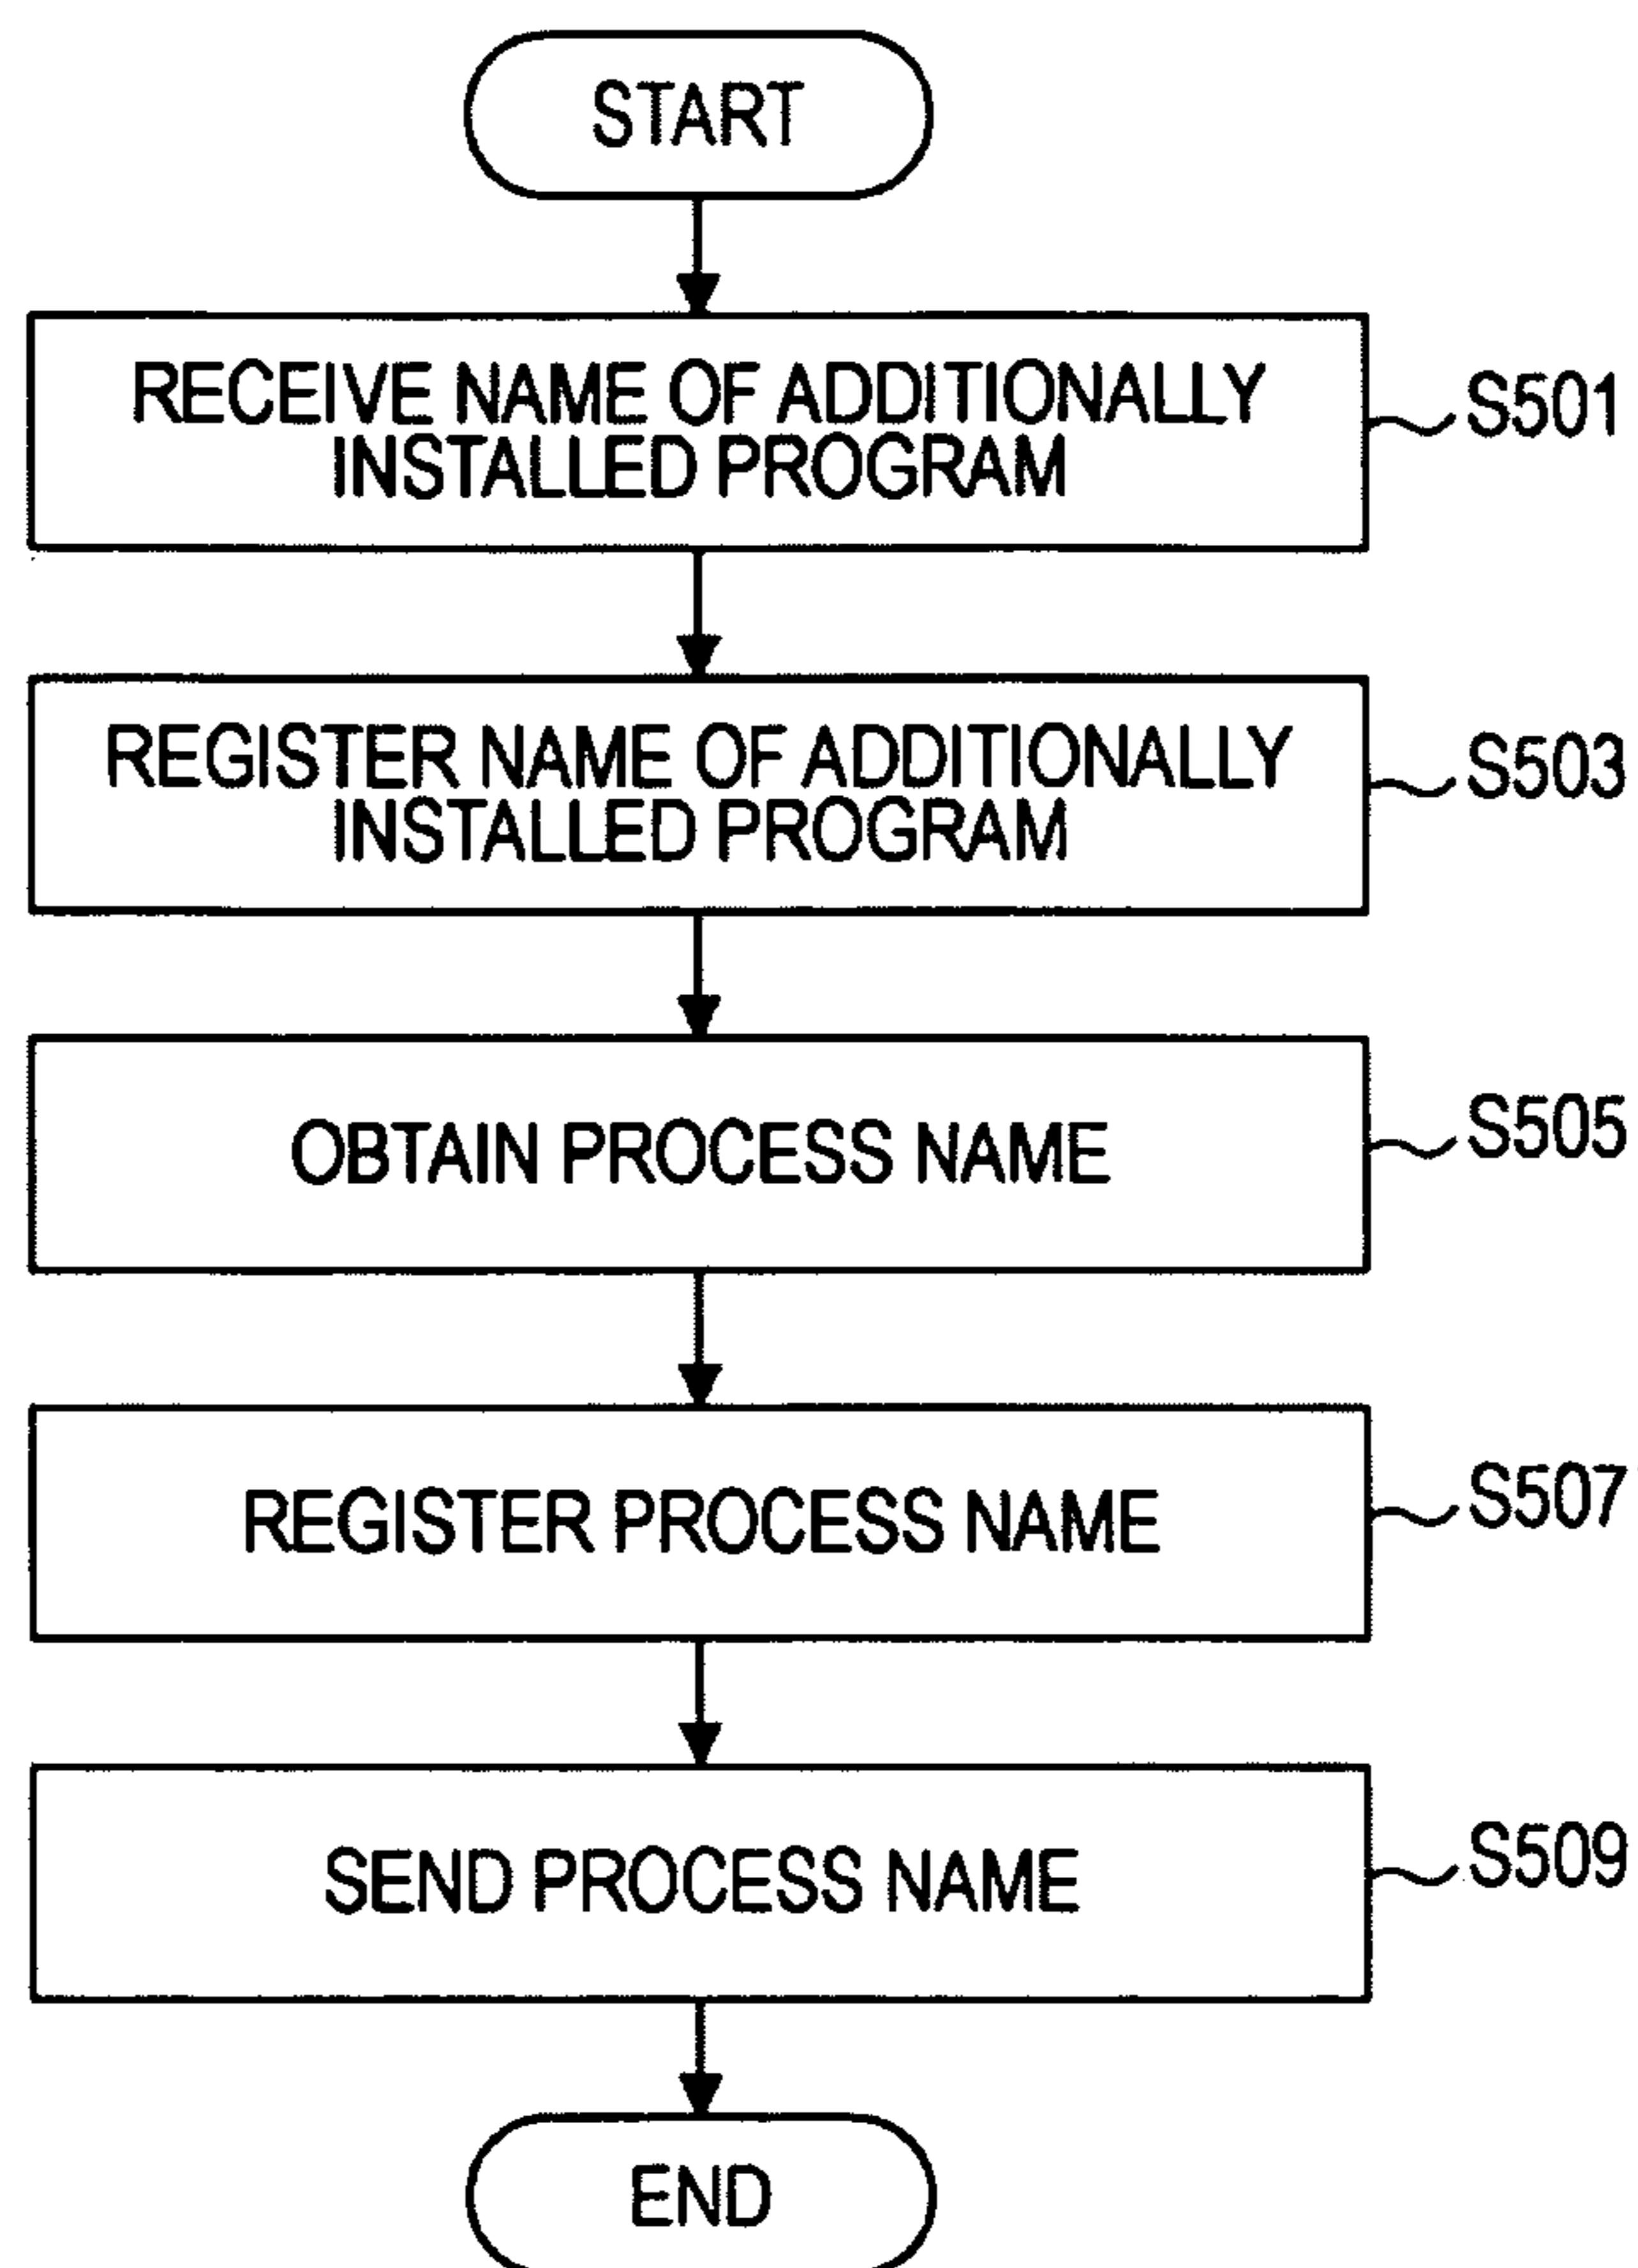 START
RECEIVE NAME OF ADDITIONALLY
INSTALLED PROGRAM
S501
REGISTER NAME OF ADDITIONALLY
INSTALLED PROGRAM
S503
OBTAIN PROCESS NAME
S505
REGISTER PROCESS NAME
S507
SEND PROCESS NAME
S509
END